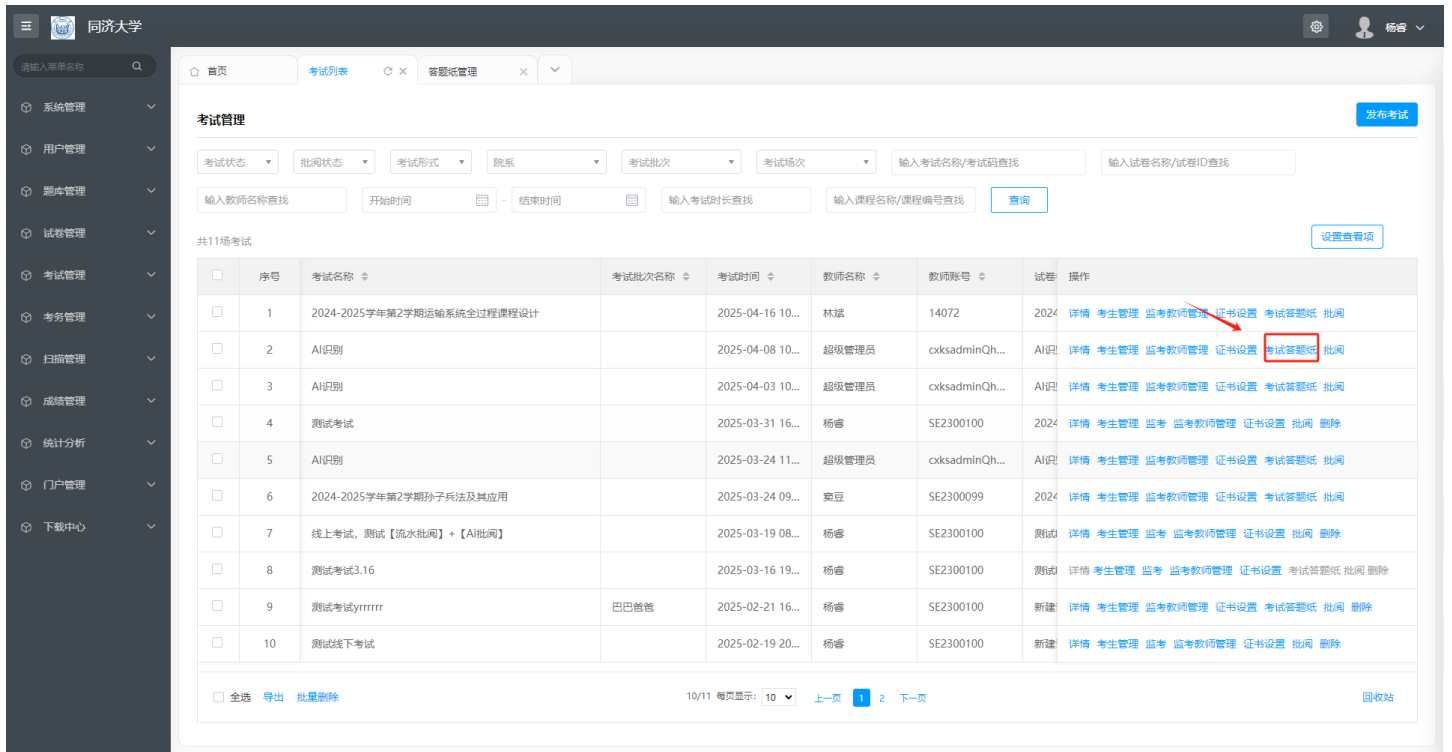 同济大学
杨睿
请输入菜单名称
系统管理
用户管理
题库管理
试卷管理
考试管理
考务管理
扫描管理
成绩管理
统计分析
门户管理
下载中心
首页 考试列表 答题纸管理
考试管理 发布考试
考试状态 批阅状态 考试形式 院系 考试批次 考试场次 输入考试名称/考试码查找 输入试卷名称/试卷ID查找
输入教师名称查找 开始时间 - 结束时间 输入考试时长查找 输入课程名称/课程编号查找 查询
共11场考试 设置查看项
序号 考试名称 考试批次名称 考试时间 教师名称 教师账号 试卷 操作
1 2024-2025学年第2学期运输系统全过程课程设计 2025-04-16 10... 林斌 14072 2024 详情 考生管理 监考教师管理 证书设置 考试答题纸 批阅
2 AI识别 2025-04-08 10... 超级管理员 cxksadminQh... AI识 详情 考生管理 监考教师管理 证书设置 考试答题纸 批阅
3 AI识别 2025-04-03 10... 超级管理员 cxksadminQh... AI识 详情 考生管理 监考教师管理 证书设置 考试答题纸 批阅
4 测试考试 2025-03-31 16... 杨睿 SE2300100 2024 详情 考生管理 监考 监考教师管理 证书设置 批阅 删除
5 AI识别 2025-03-24 11... 超级管理员 cxksadminQh... AI识 详情 考生管理 监考教师管理 证书设置 考试答题纸 批阅
6 2024-2025学年第2学期孙子兵法及其应用 2025-03-24 09... 窦豆 SE2300099 2024 详情 考生管理 监考教师管理 证书设置 考试答题纸 批阅
7 线上考试，测试【流水批阅】+【Ai批阅】 2025-03-19 08... 杨睿 SE2300100 测试 详情 考生管理 监考 监考教师管理 证书设置 批阅 删除
8 测试考试3.16 2025-03-16 19... 杨睿 SE2300100 测试 详情 考生管理 监考 监考教师管理 证书设置 考试答题纸 批阅 删除
9 测试考试yrrrrrr 巴巴爸爸 2025-02-21 16... 杨睿 SE2300100 新建 详情 考生管理 监考教师管理 证书设置 考试答题纸 批阅 删除
10 测试线下考试 2025-02-19 20... 杨睿 SE2300100 新建 详情 考生管理 监考 监考教师管理 证书设置 批阅 删除
全选 导出 批量删除 10/11 每页显示: 10 上一页 1 2 下一页 回收站